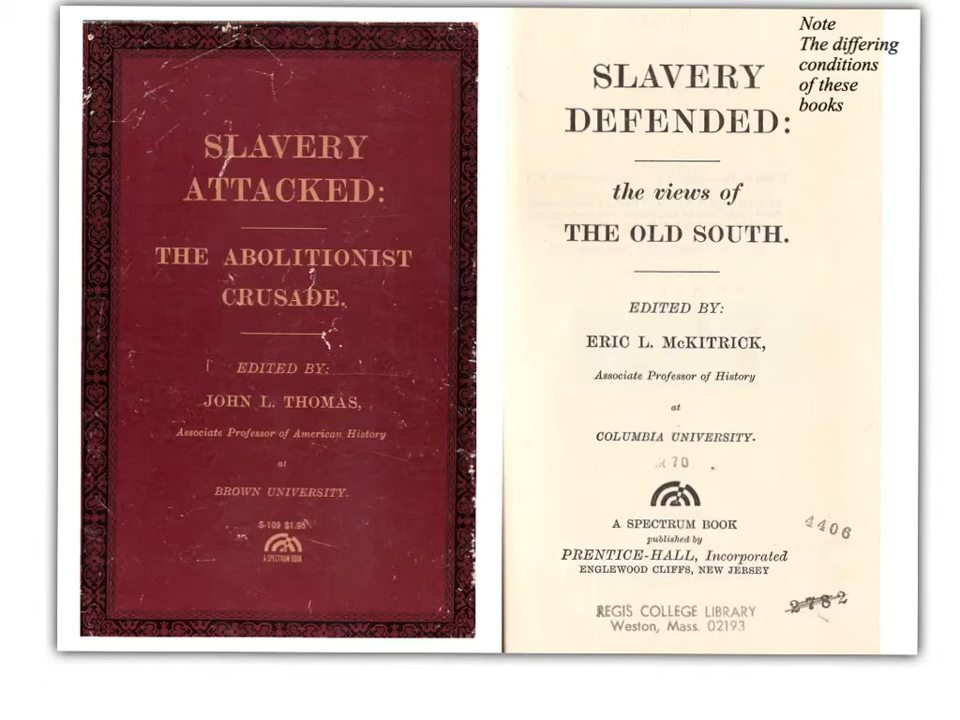 SLAVERY
ATTACKED:
THE ABOLITIONIST
CRUSADE.
EDITED BY:
JOHN L. THOMAS,
Associate Professor of American History
at
BROWN UNIVERSITY.
S-109 $1.95
A SPECTRUM BOOK
SLAVERY
DEFENDED:
the views of
THE OLD SOUTH.
EDITED BY:
ERIC L. McKITRICK,
Associate Professor of History
at
COLUMBIA UNIVERSITY.
70
A SPECTRUM BOOK
published by
PRENTICE-HALL, Incorporated
ENGLEWOOD CLIFFS, NEW JERSEY
4406
2782
REGIS COLLEGE LIBRARY
Weston, Mass. 02193
Note
The differing
conditions
of these
books